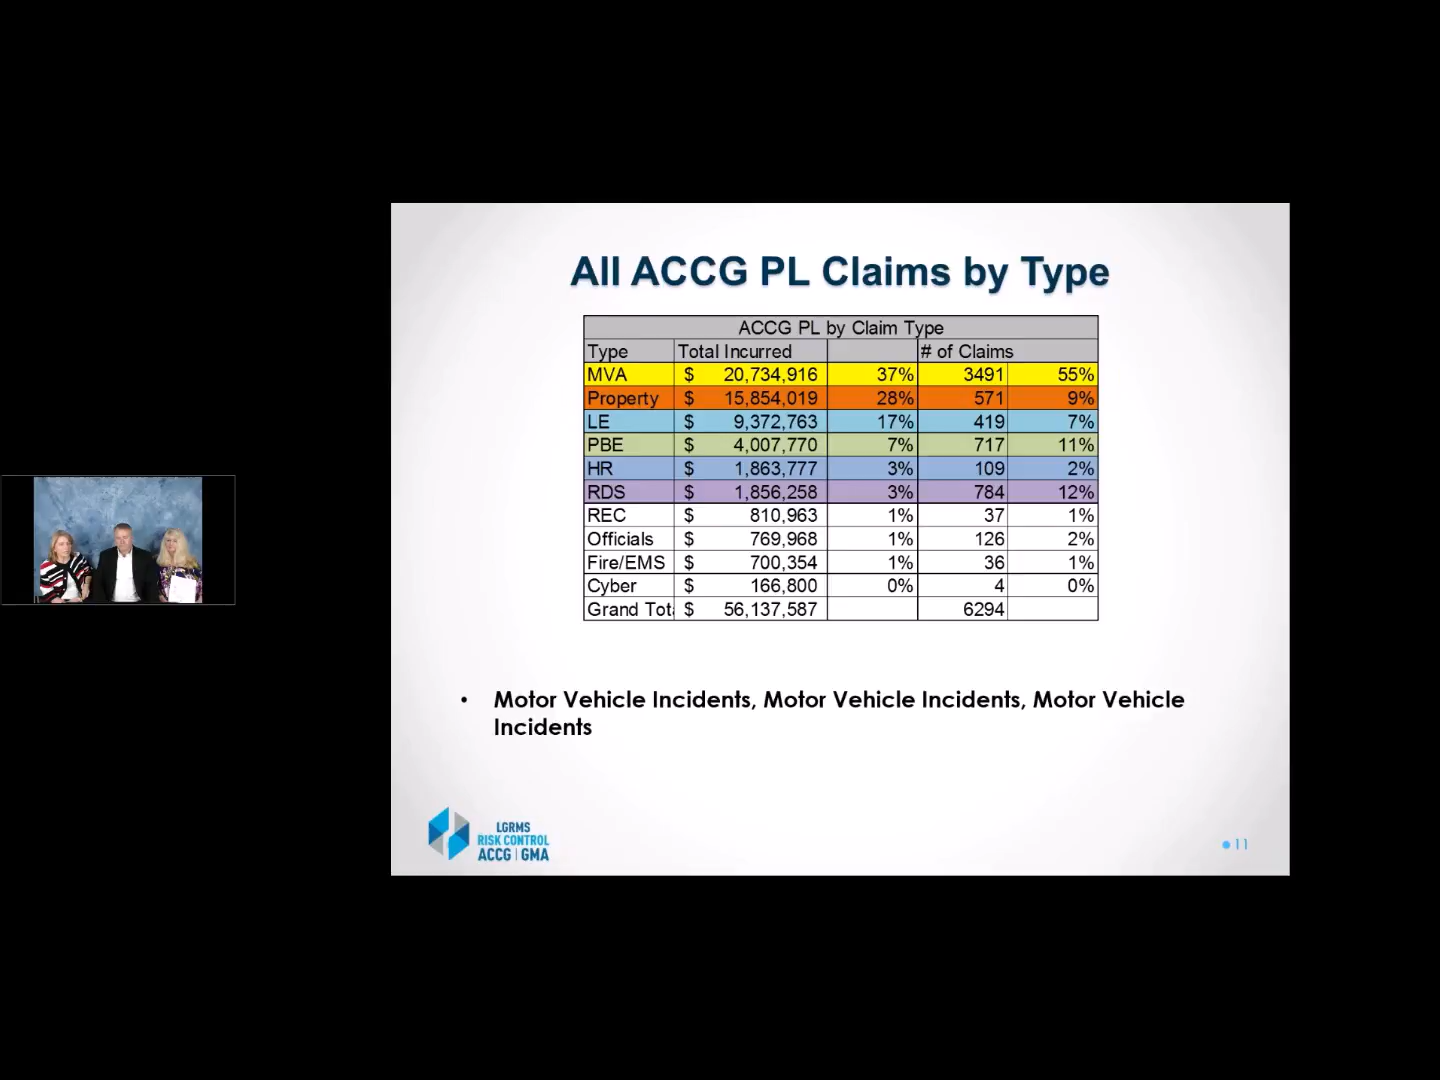 All ACCG PL Claims by Type
ACCG PL by Claim Type
Type Total Incurred # of Claims
MVA $ 20,734,916 37% 3491 55%
Property $ 15,854,019 28% 571 9%
LE $ 9,372,763 17% 419 7%
PBE $ 4,007,770 7% 717 11%
HR $ 1,863,777 3% 109 2%
RDS $ 1,856,258 3% 784 12%
REC $ 810,963 1% 37 1%
Officials $ 769,968 1% 126 2%
Fire/EMS $ 700,354 1% 36 1%
Cyber $ 166,800 0% 4 0%
Grand Tot $ 56,137,587 6294
• Motor Vehicle Incidents, Motor Vehicle Incidents, Motor Vehicle
Incidents
LGRMS
RISK CONTROL
ACCG | GMA
11